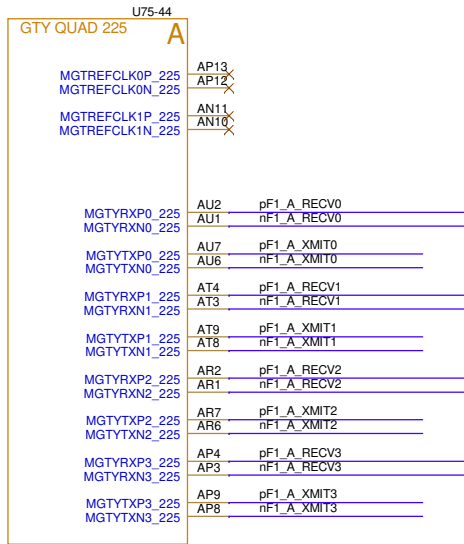 U75-44
GTY QUAD 225 A
MGTREFCLK0P_225 AP13
MGTREFCLK0N_225 AP12
MGTREFCLK1P_225 AN11
MGTREFCLK1N_225 AN10
MGTYRXP0_225 AU2 pF1_A_RECV0
MGTYRXN0_225 AU1 nF1_A_RECV0
MGTYTXP0_225 AU7 pF1_A_XMIT0
MGTYTXN0_225 AU6 nF1_A_XMIT0
MGTYRXP1_225 AT4 pF1_A_RECV1
MGTYRXN1_225 AT3 nF1_A_RECV1
MGTYTXP1_225 AT9 pF1_A_XMIT1
MGTYTXN1_225 AT8 nF1_A_XMIT1
MGTYRXP2_225 AR2 pF1_A_RECV2
MGTYRXN2_225 AR1 nF1_A_RECV2
MGTYTXP2_225 AR7 pF1_A_XMIT2
MGTYTXN2_225 AR6 nF1_A_XMIT2
MGTYRXP3_225 AP4 pF1_A_RECV3
MGTYRXN3_225 AP3 nF1_A_RECV3
MGTYTXP3_225 AP9 pF1_A_XMIT3
MGTYTXN3_225 AP8 nF1_A_XMIT3